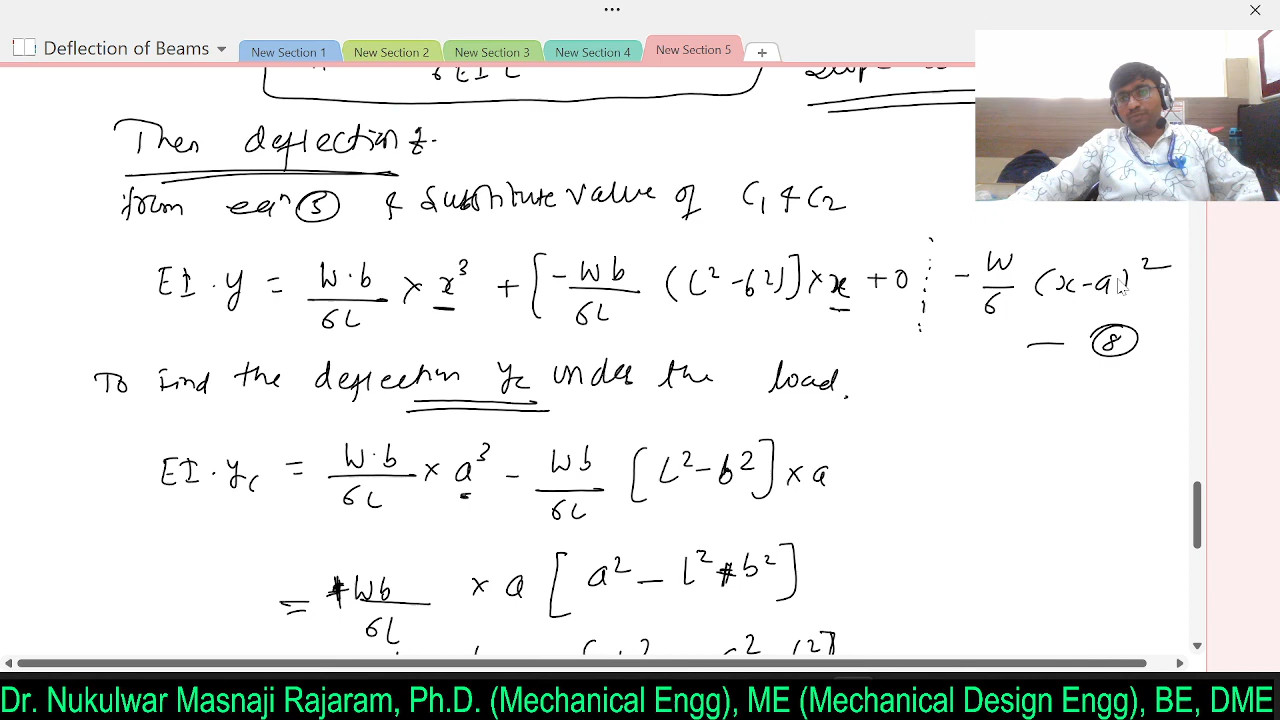 Deflection of Beams
New Section 1 New Section 2 New Section 3 New Section 4 New Section 5
6EIL
Then deflection :-
from eqn ⑤ & Substitute value of C1 & C2
EI.y = W.b/6L × x³ + [-Wb/6L (L²-b²)] × x + 0 ⋮ - W/6 (x-a)²
— ⑧
To Find the deflection yc under the load.
EI.yc = W.b/6L × a³ - Wb/6L [L²-b²] × a
= Wb/6L × a [a² - L² + b²]
Dr. Nukulwar Masnaji Rajaram, Ph.D. (Mechanical Engg), ME (Mechanical Design Engg), BE, DME